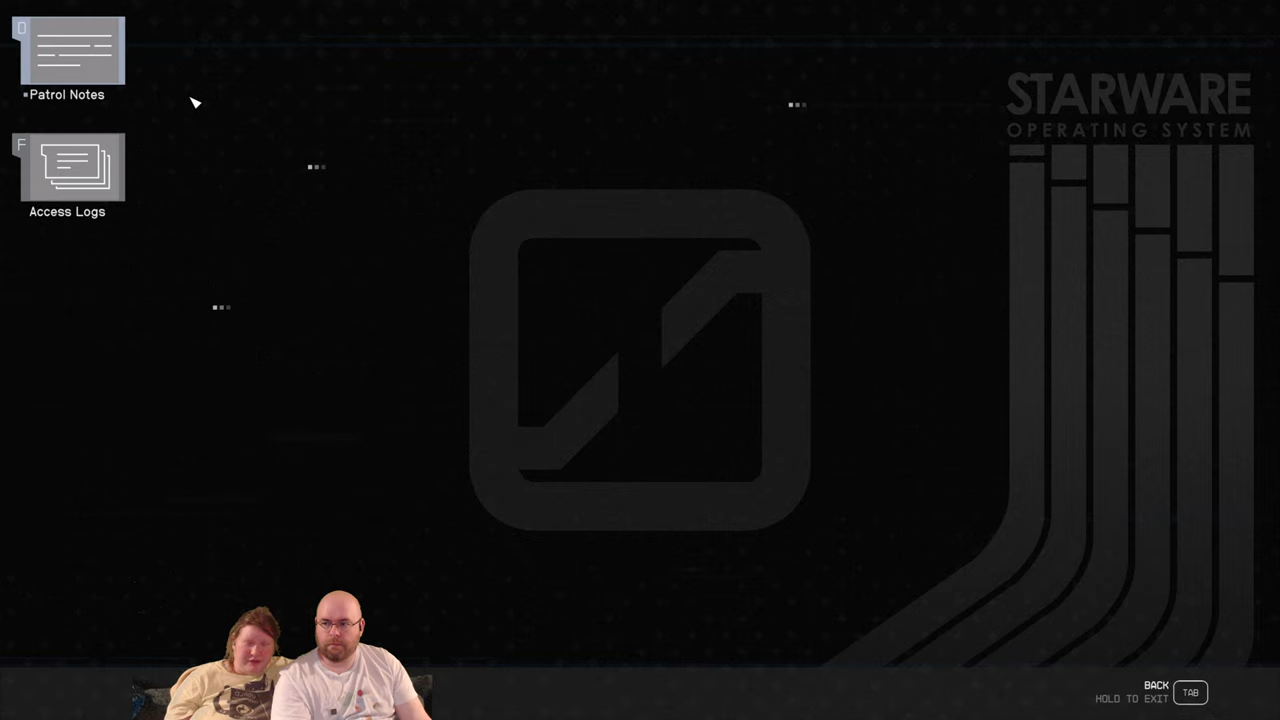 D
Patrol Notes
F
Access Logs
STARWARE
OPERATING SYSTEM
BACK
HOLD TO EXIT
TAB